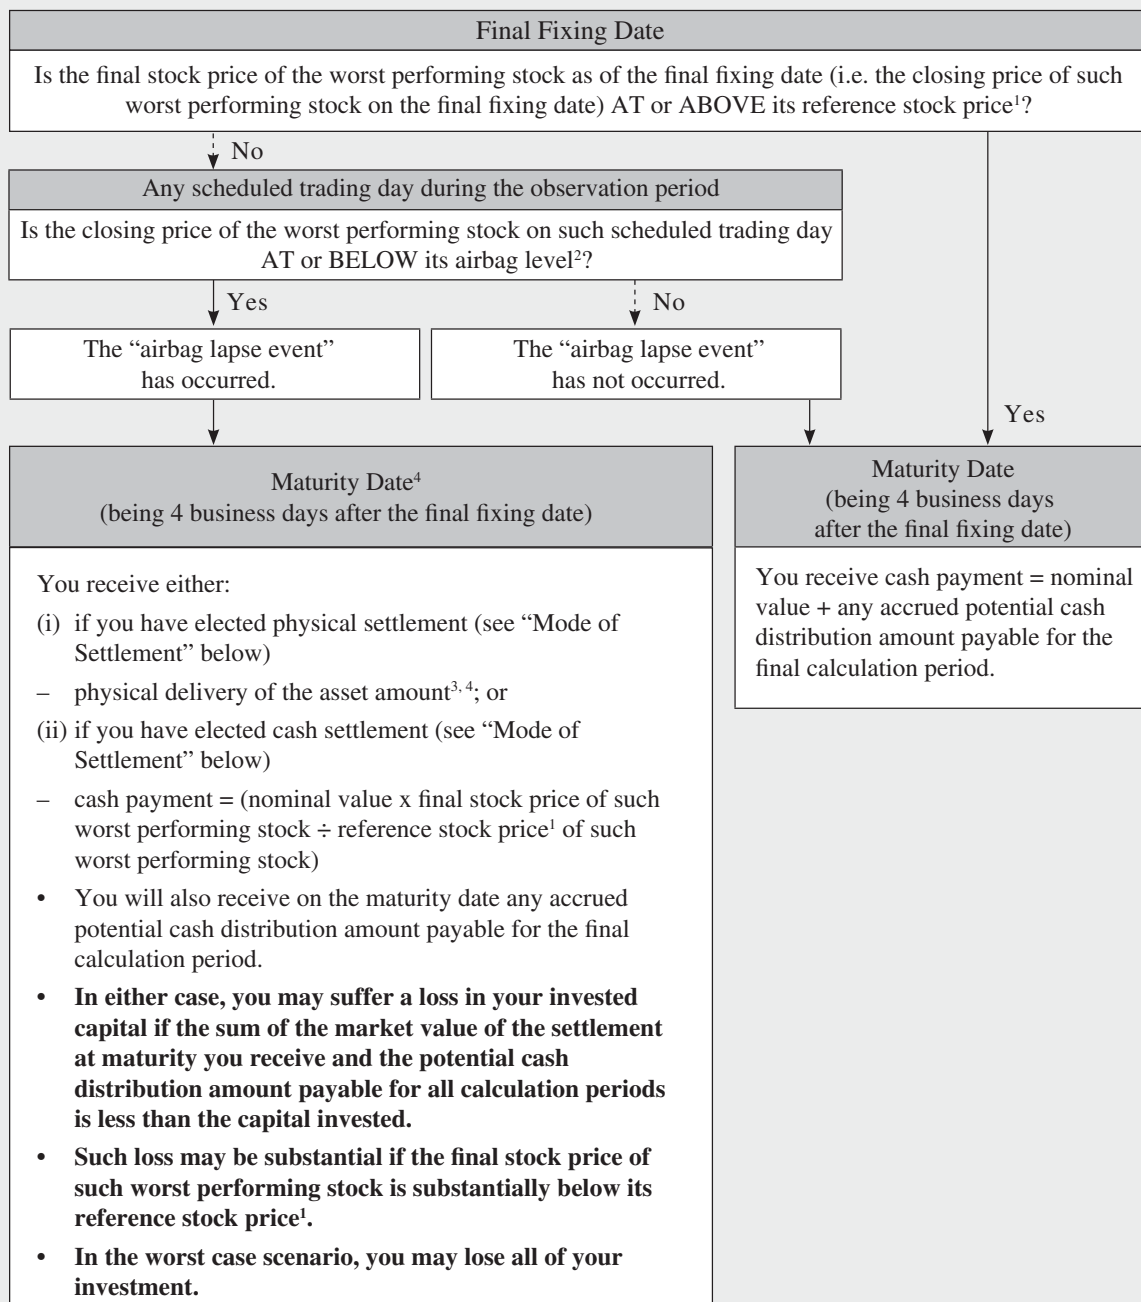 Final Fixing Date
Is the final stock price of the worst performing stock as of the final fixing date (i.e. the closing price of such
worst performing stock on the final fixing date) AT or ABOVE its reference stock price¹?
No
Any scheduled trading day during the observation period
Is the closing price of the worst performing stock on such scheduled trading day
AT or BELOW its airbag level²?
Yes
No
The “airbag lapse event”
has occurred.
The “airbag lapse event”
has not occurred.
Yes
Maturity Date⁴
(being 4 business days after the final fixing date)
You receive either:
(i) if you have elected physical settlement (see “Mode of
Settlement” below)
– physical delivery of the asset amount³, ⁴; or
(ii) if you have elected cash settlement (see “Mode of
Settlement” below)
– cash payment = (nominal value x final stock price of such
worst performing stock ÷ reference stock price¹ of such
worst performing stock)
• You will also receive on the maturity date any accrued
potential cash distribution amount payable for the final
calculation period.
• In either case, you may suffer a loss in your invested
capital if the sum of the market value of the settlement
at maturity you receive and the potential cash
distribution amount payable for all calculation periods
is less than the capital invested.
• Such loss may be substantial if the final stock price of
such worst performing stock is substantially below its
reference stock price¹.
• In the worst case scenario, you may lose all of your
investment.
Maturity Date
(being 4 business days
after the final fixing date)
You receive cash payment = nominal
value + any accrued potential cash
distribution amount payable for the
final calculation period.